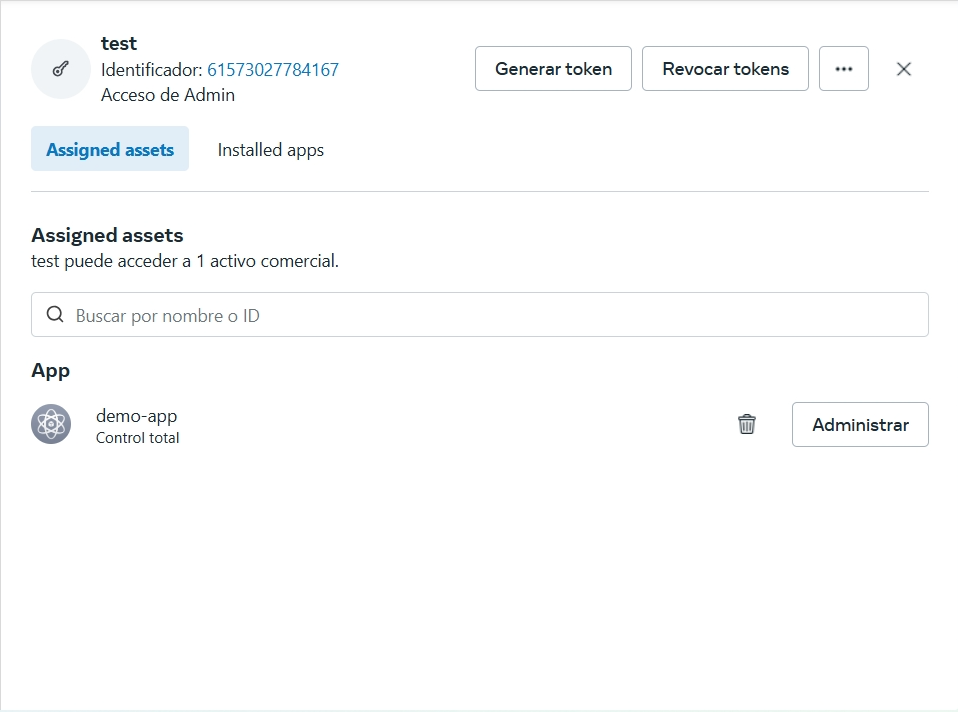 test
Identificador: 61573027784167
Acceso de Admin
Generar token
Revocar tokens
Assigned assets
Installed apps
Assigned assets
test puede acceder a 1 activo comercial.
Buscar por nombre o ID
App
demo-app
Control total
Administrar